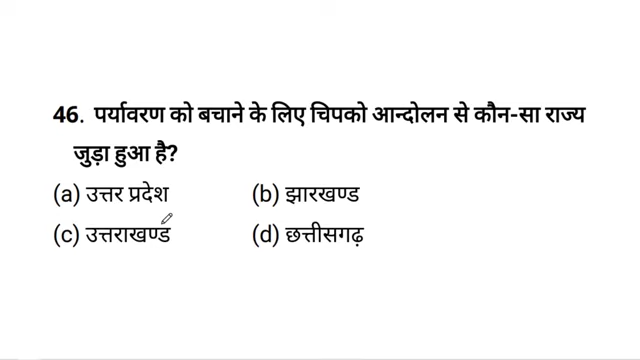 46. पर्यावरण को बचाने के लिए चिपको आन्दोलन से कौन-सा राज्य
जुड़ा हुआ है?
(a) उत्तर प्रदेश (b) झारखण्ड
(c) उत्तराखण्ड (d) छत्तीसगढ़